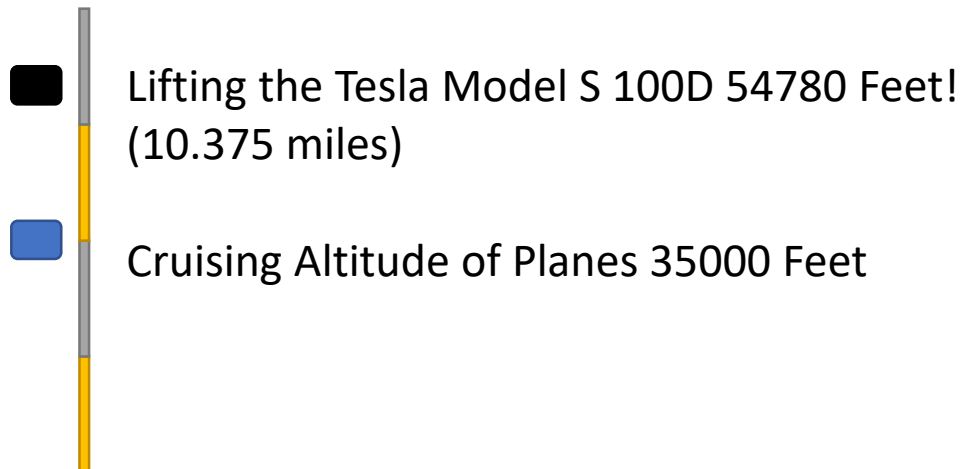 Lifting the Tesla Model S 100D 54780 Feet!
(10.375 miles)
Cruising Altitude of Planes 35000 Feet